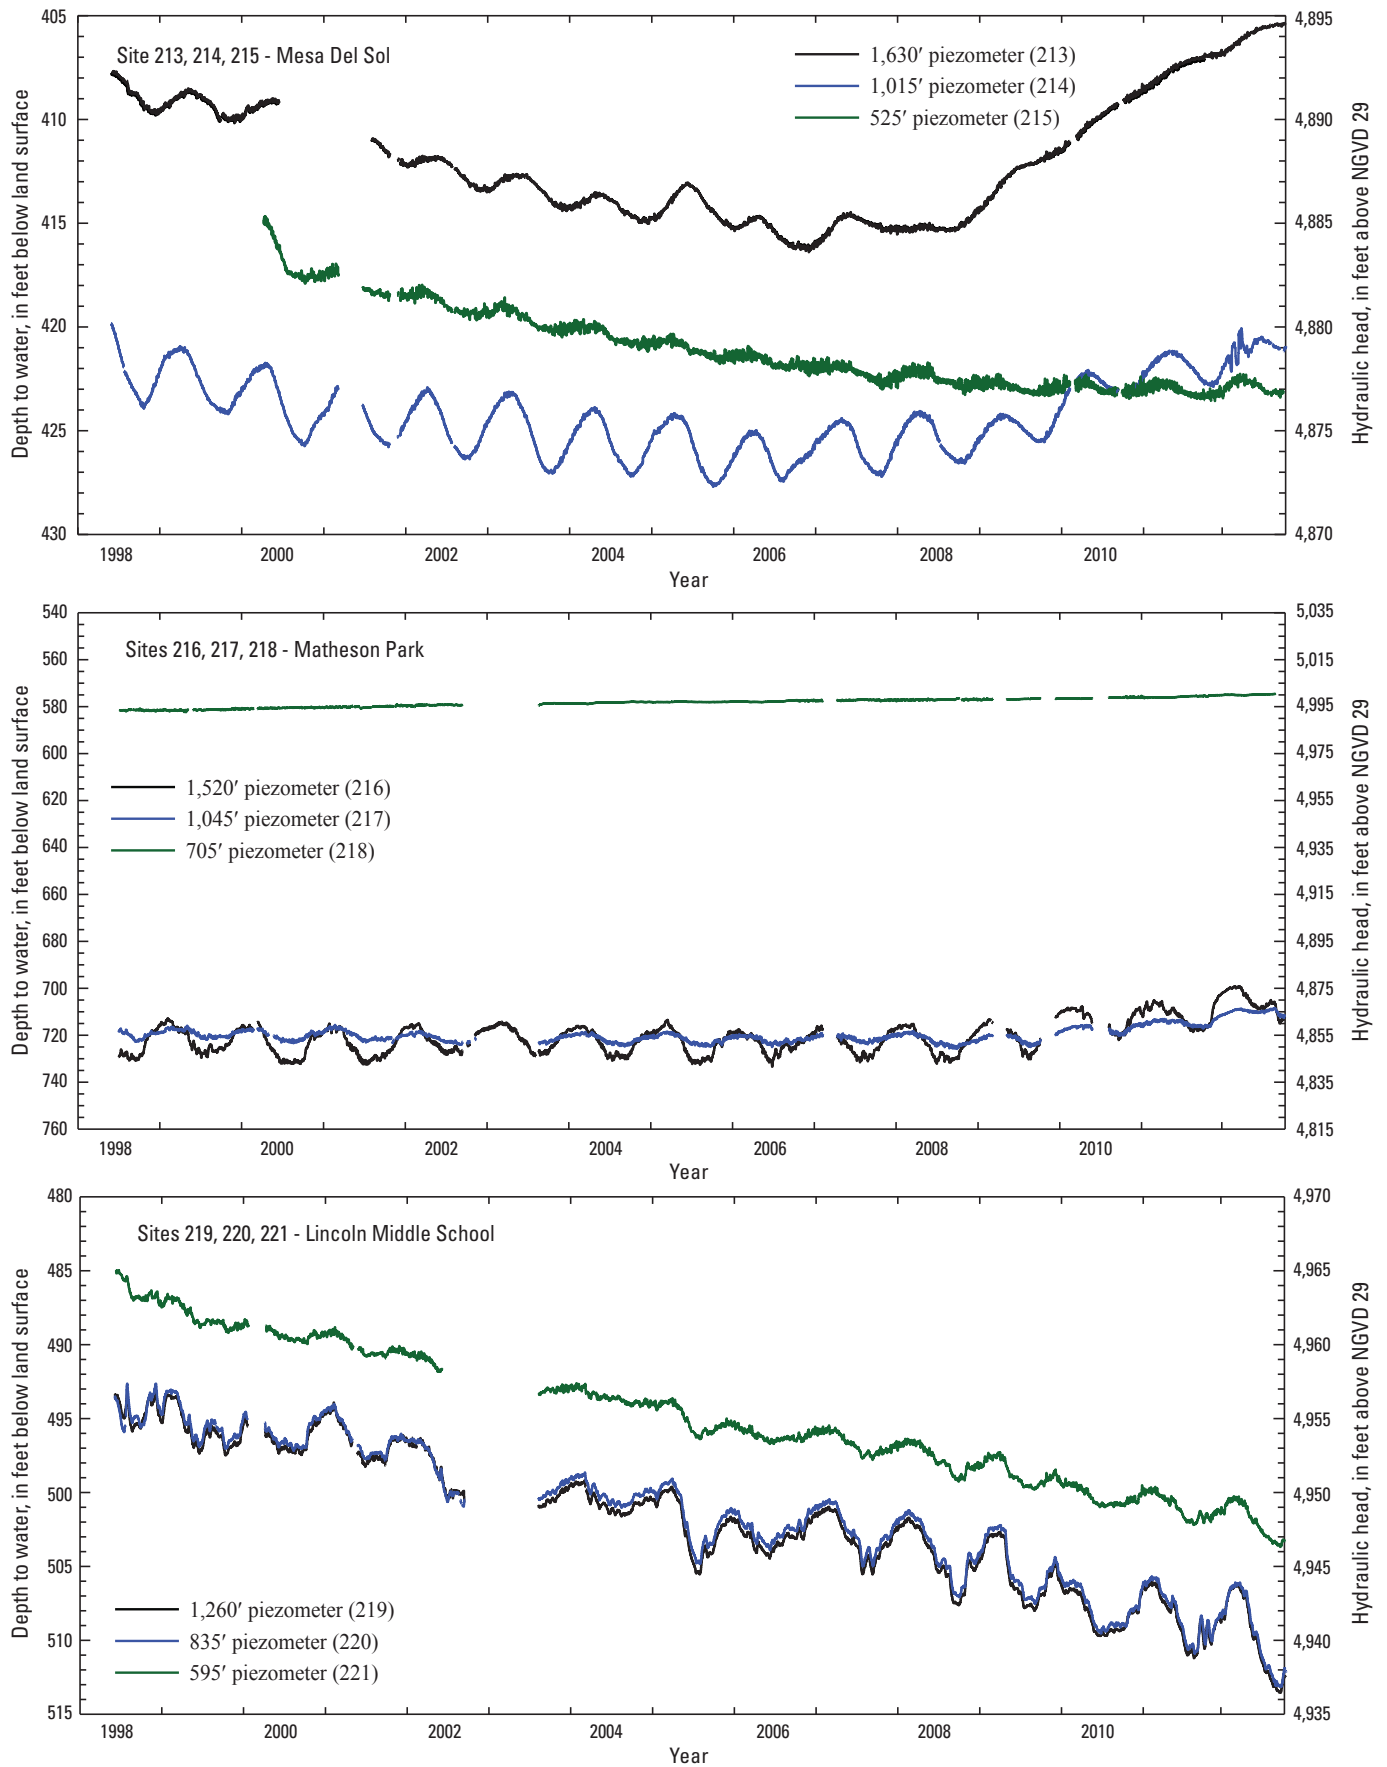 Site 213, 214, 215 - Mesa Del Sol
1,630′ piezometer (213)
1,015′ piezometer (214)
525′ piezometer (215)
Depth to water, in feet below land surface
405
410
415
420
425
430
4,895
4,890
4,885
4,880
4,875
4,870
Hydraulic head, in feet above NGVD 29
1998 2000 2002 2004 2006 2008 2010
Year
Sites 216, 217, 218 - Matheson Park
1,520′ piezometer (216)
1,045′ piezometer (217)
705′ piezometer (218)
Depth to water, in feet below land surface
540
560
580
600
620
640
660
680
700
720
740
760
5,035
5,015
4,995
4,975
4,955
4,935
4,915
4,895
4,875
4,855
4,835
4,815
Hydraulic head, in feet above NGVD 29
1998 2000 2002 2004 2006 2008 2010
Year
Sites 219, 220, 221 - Lincoln Middle School
1,260′ piezometer (219)
835′ piezometer (220)
595′ piezometer (221)
Depth to water, in feet below land surface
480
485
490
495
500
505
510
515
4,970
4,965
4,960
4,955
4,950
4,945
4,940
4,935
Hydraulic head, in feet above NGVD 29
1998 2000 2002 2004 2006 2008 2010
Year